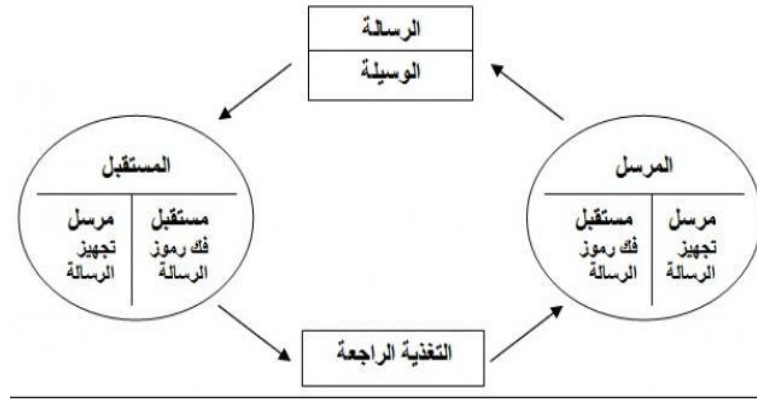 الرسالة
الوسيلة
المرسل
مرسل
تجهيز
الرسالة
مستقبل
فك رموز
الرسالة
المستقبل
مستقبل
فك رموز
الرسالة
مرسل
تجهيز
الرسالة
التغذية الراجعة